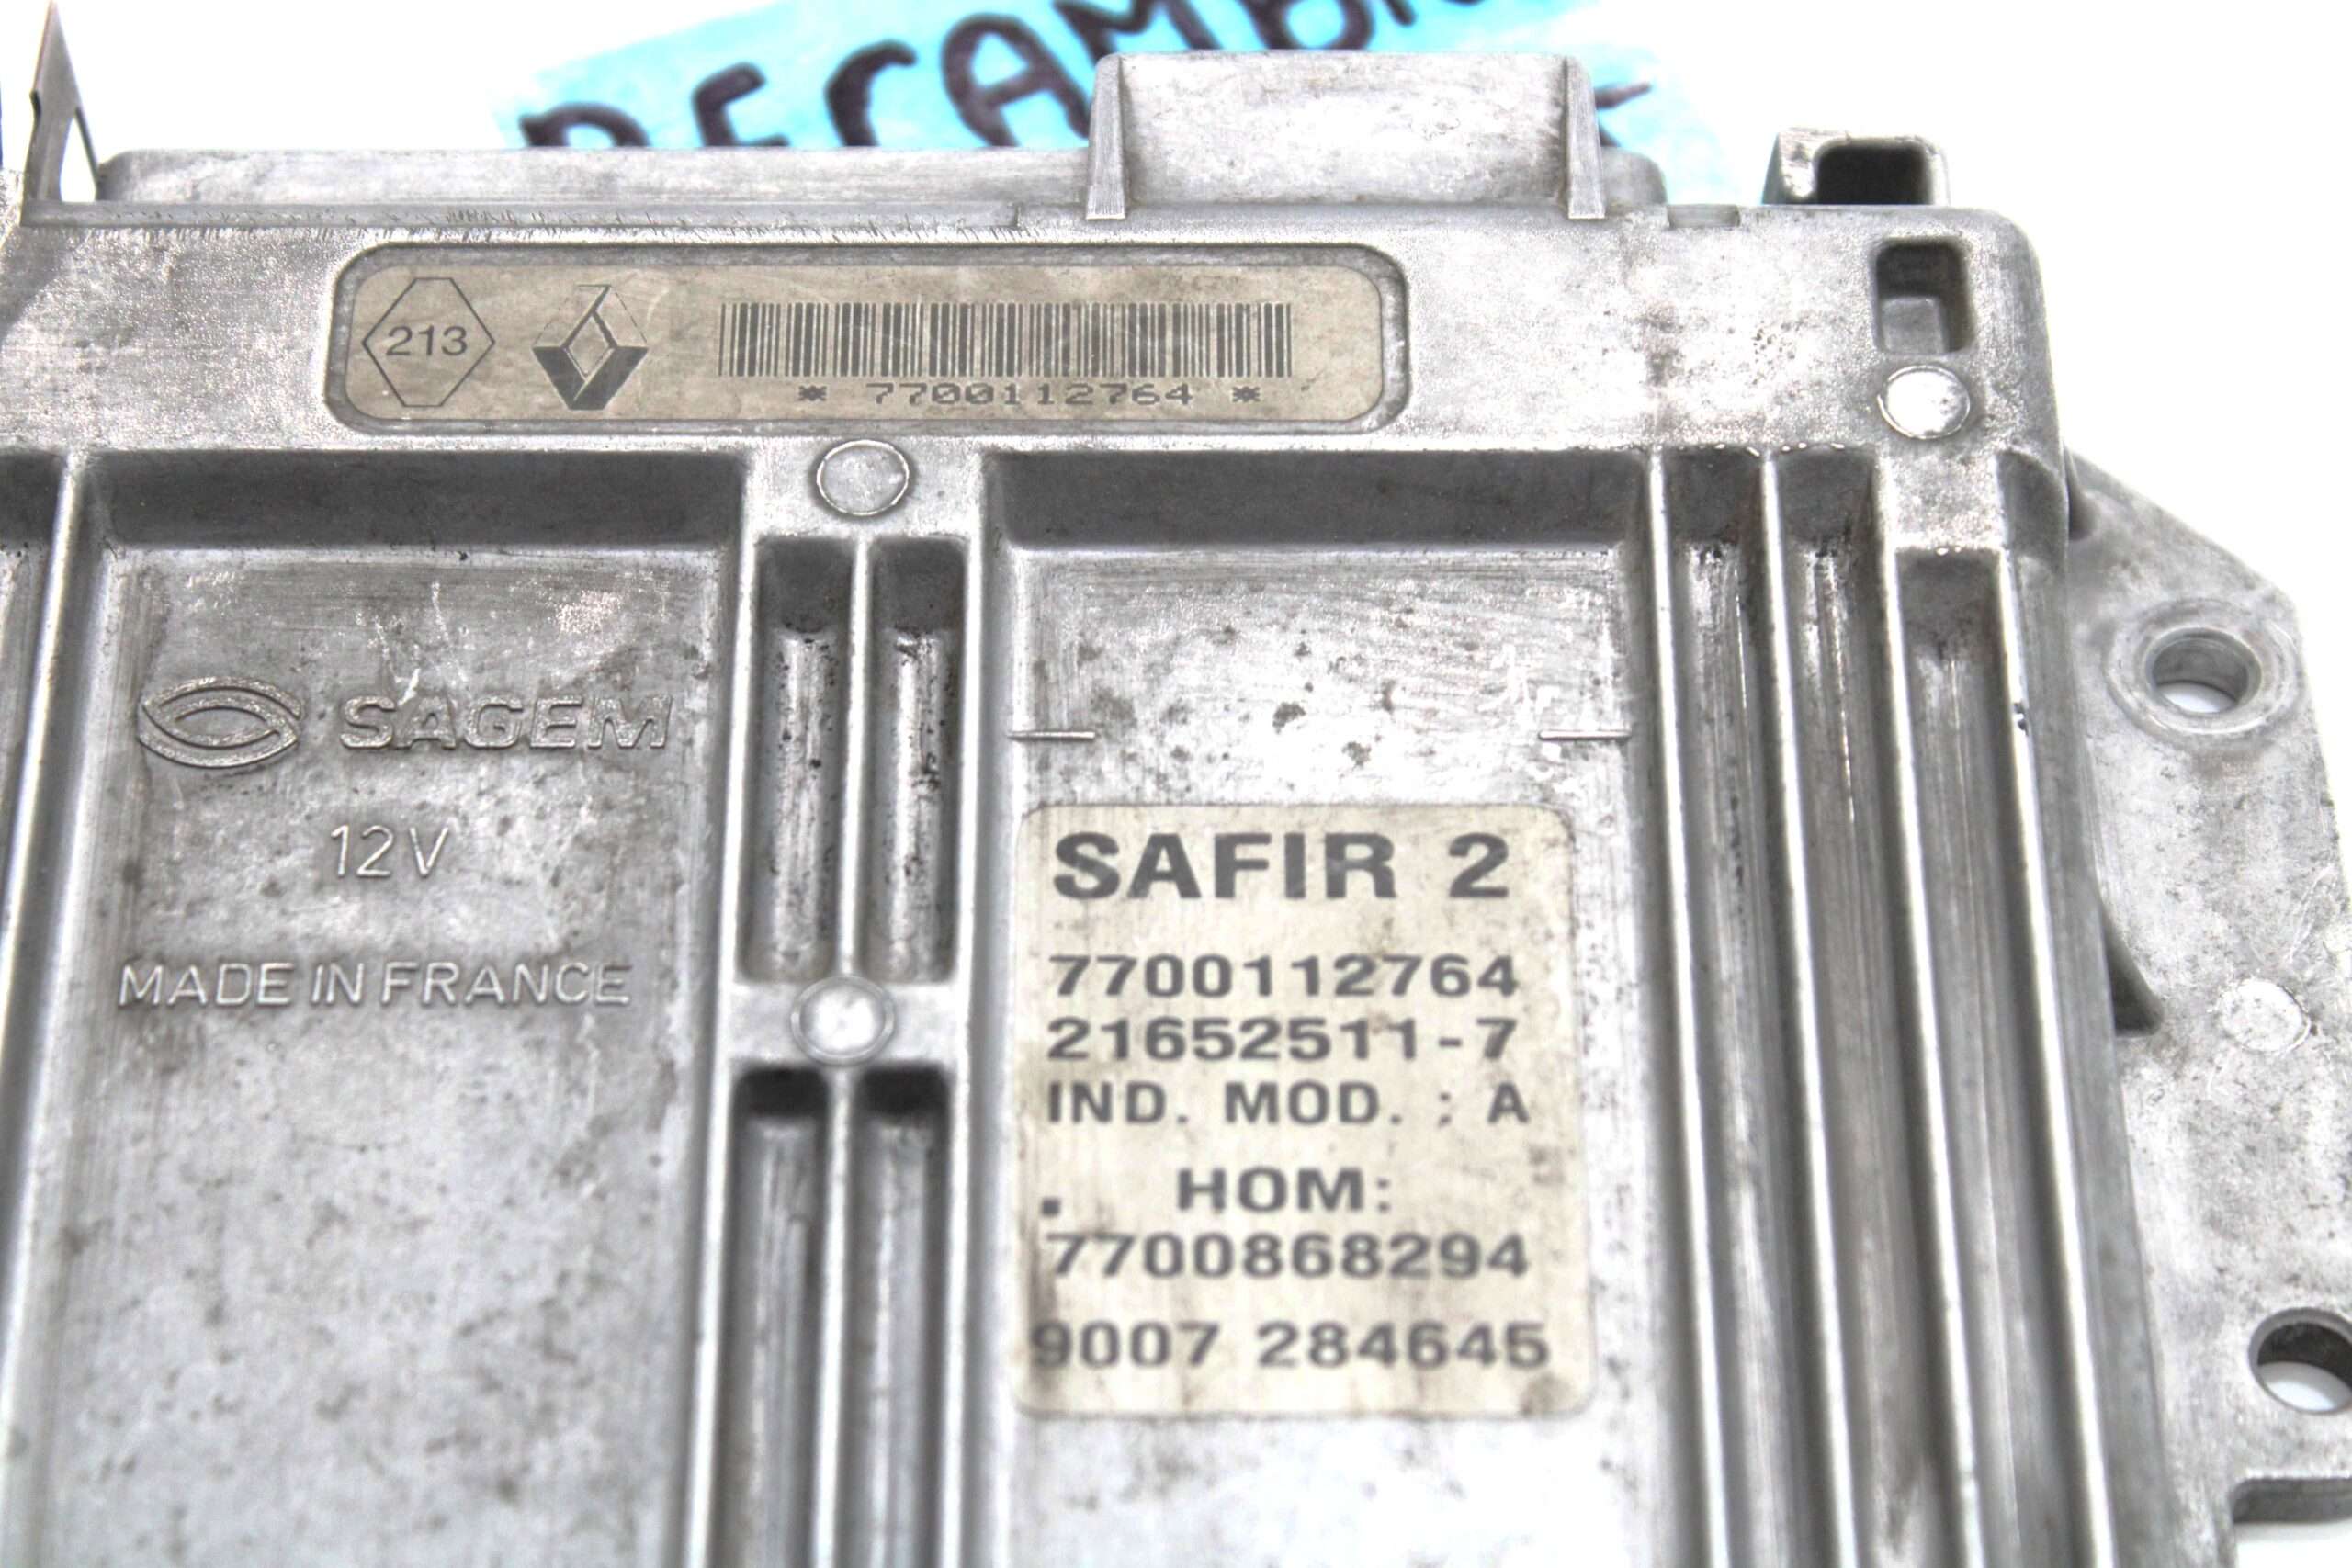 213
* 7700112764 *
SAGEM
12V
MADE IN FRANCE
SAFIR 2
7700112764
21652511-7
IND. MOD. : A
. HOM:
7700868294
9007 284645